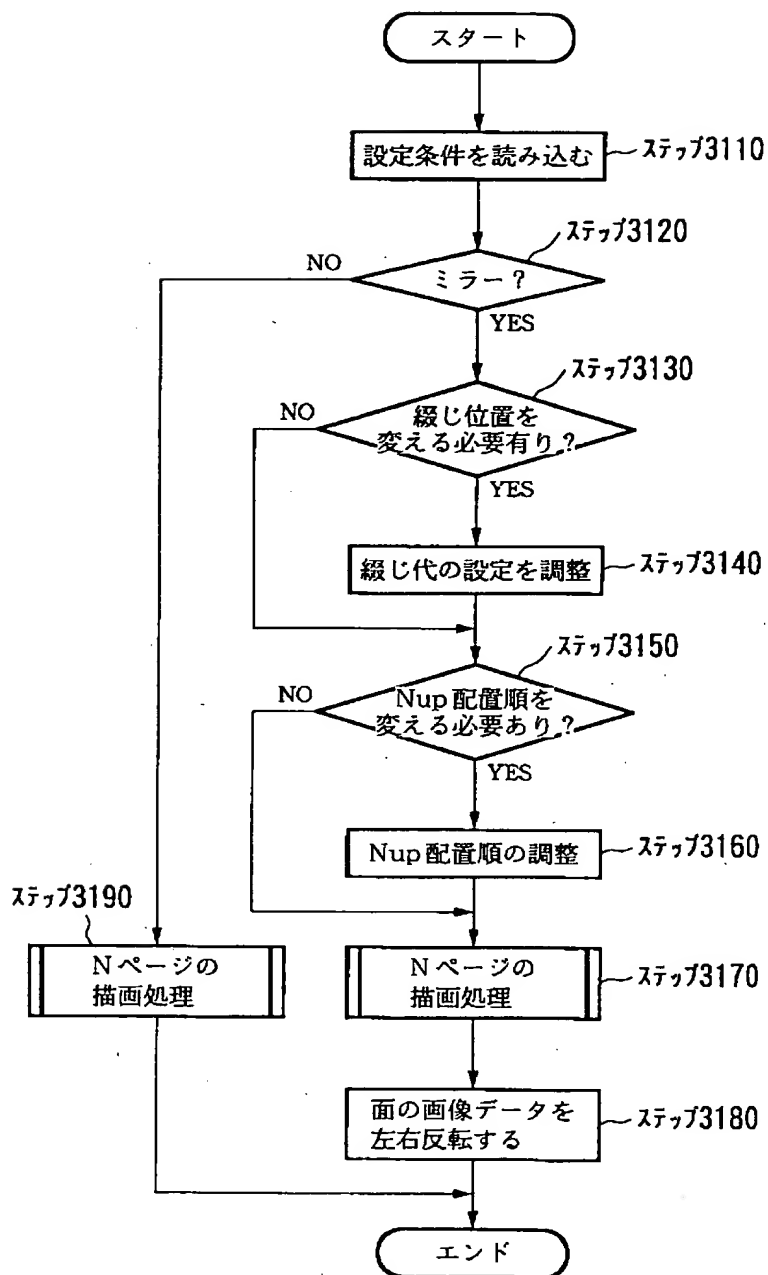 スタート
設定条件を読み込む
ステップ3110
ステップ3120
NO
ミラー?
YES
ステップ3130
NO
綴じ位置を
変える必要有り?
YES
綴じ代の設定を調整
ステップ3140
ステップ3150
NO
Nup配置順を
変える必要あり?
YES
Nup配置順の調整
ステップ3160
ステップ3190
Nページの
描画処理
Nページの
描画処理
ステップ3170
面の画像データを
左右反転する
ステップ3180
エンド